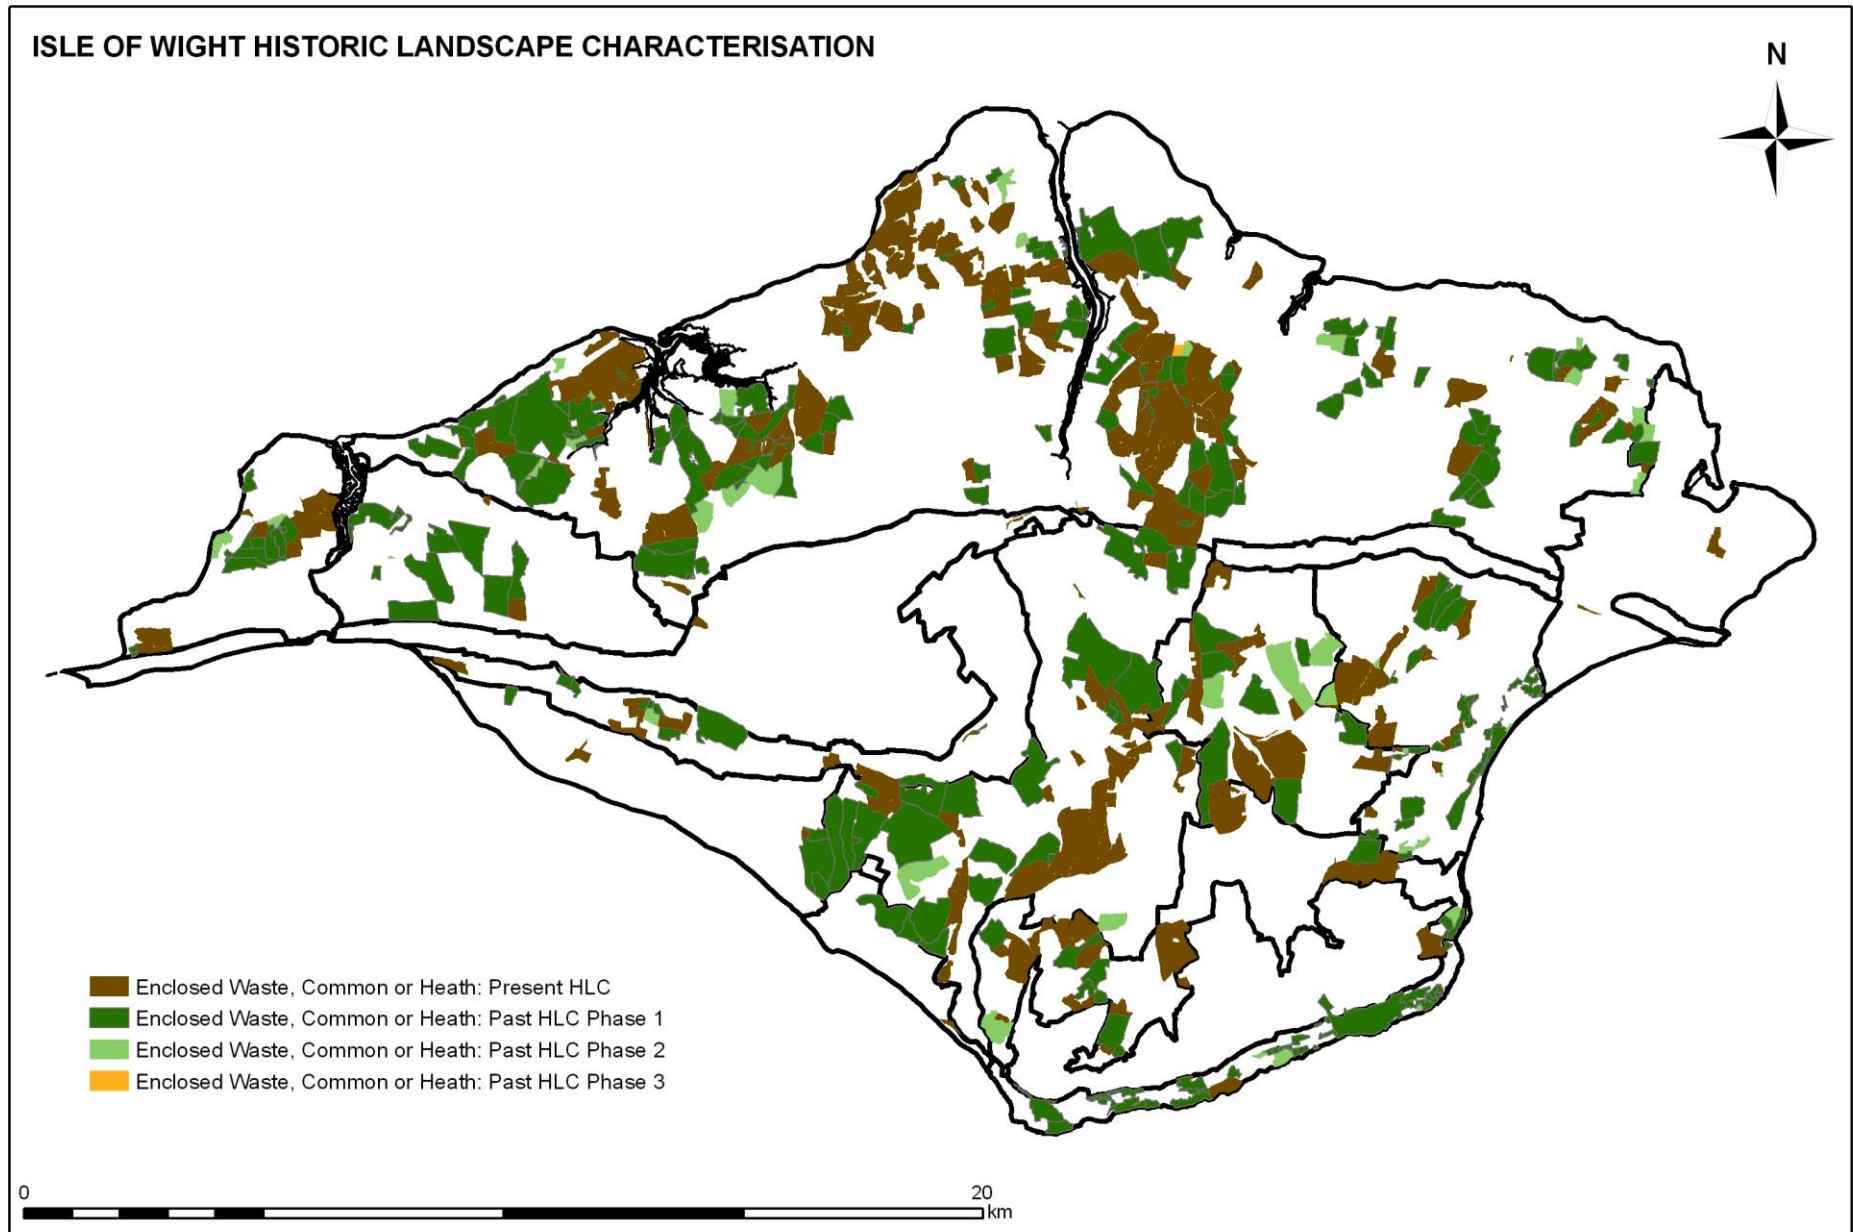 ISLE OF WIGHT HISTORIC LANDSCAPE CHARACTERISATION
N
Enclosed Waste, Common or Heath: Present HLC
Enclosed Waste, Common or Heath: Past HLC Phase 1
Enclosed Waste, Common or Heath: Past HLC Phase 2
Enclosed Waste, Common or Heath: Past HLC Phase 3
0 20
km